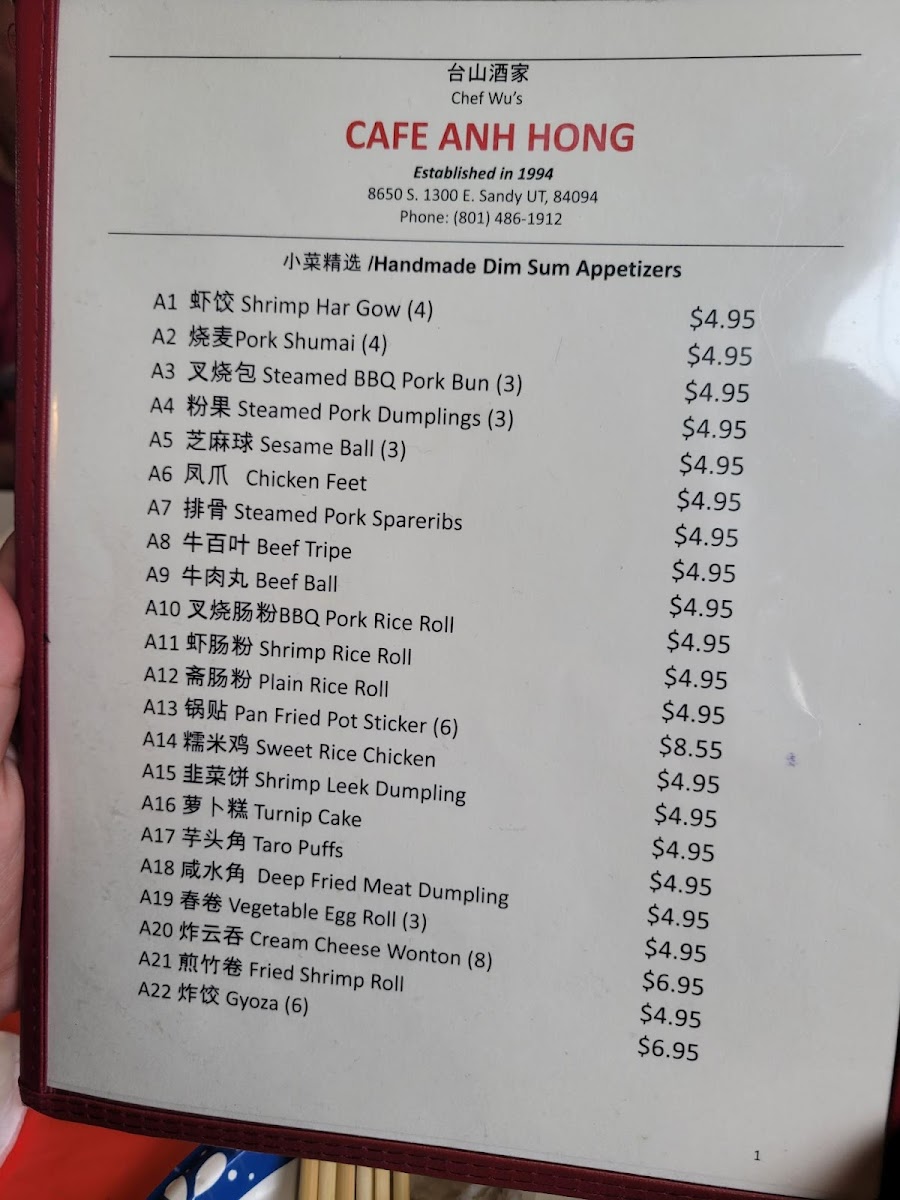 台山酒家
Chef Wu's
CAFE ANH HONG
Established in 1994
8650 S. 1300 E. Sandy UT, 84094
Phone: (801) 486-1912
小菜精选 /Handmade Dim Sum Appetizers
A1 虾饺 Shrimp Har Gow (4) $4.95
A2 烧麦Pork Shumai (4) $4.95
A3 叉烧包 Steamed BBQ Pork Bun (3) $4.95
A4 粉果 Steamed Pork Dumplings (3) $4.95
A5 芝麻球 Sesame Ball (3) $4.95
A6 凤爪 Chicken Feet $4.95
A7 排骨 Steamed Pork Spareribs $4.95
A8 牛百叶 Beef Tripe $4.95
A9 牛肉丸 Beef Ball $4.95
A10 叉烧肠粉BBQ Pork Rice Roll $4.95
A11 虾肠粉 Shrimp Rice Roll $4.95
A12 斋肠粉 Plain Rice Roll $4.95
A13 锅贴 Pan Fried Pot Sticker (6) $8.55
A14 糯米鸡 Sweet Rice Chicken $4.95
A15 韭菜饼 Shrimp Leek Dumpling $4.95
A16 萝卜糕 Turnip Cake $4.95
A17 芋头角 Taro Puffs $4.95
A18 咸水角 Deep Fried Meat Dumpling $4.95
A19 春卷 Vegetable Egg Roll (3) $4.95
A20 炸云吞 Cream Cheese Wonton (8) $6.95
A21 煎竹卷 Fried Shrimp Roll $4.95
A22 炸饺 Gyoza (6) $6.95
1